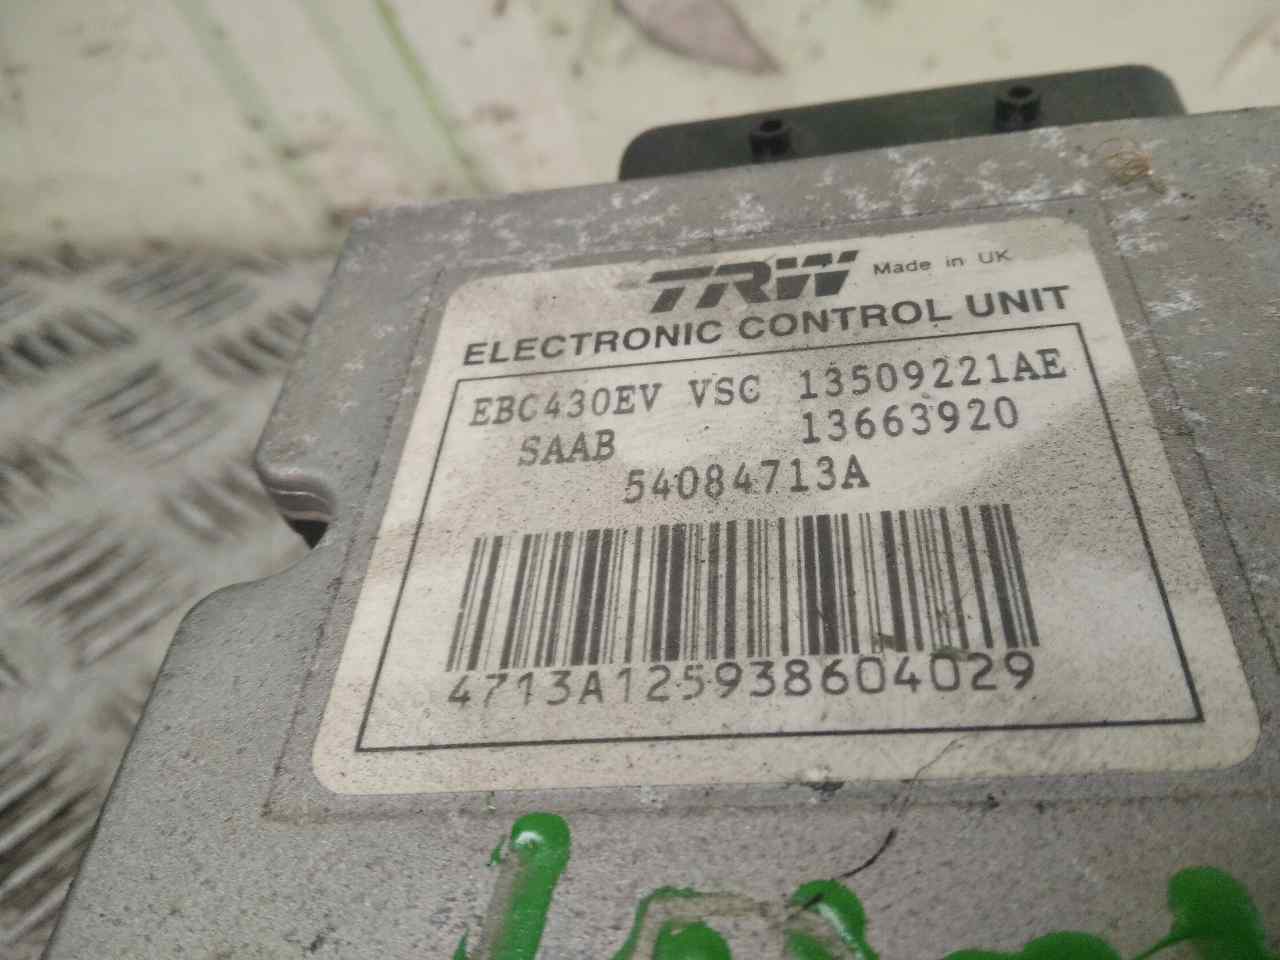 TRW Made in UK
ELECTRONIC CONTROL UNIT
EBC430EV VSC 13509221AE
SAAB 13663920
54084713A
4713A125938604029